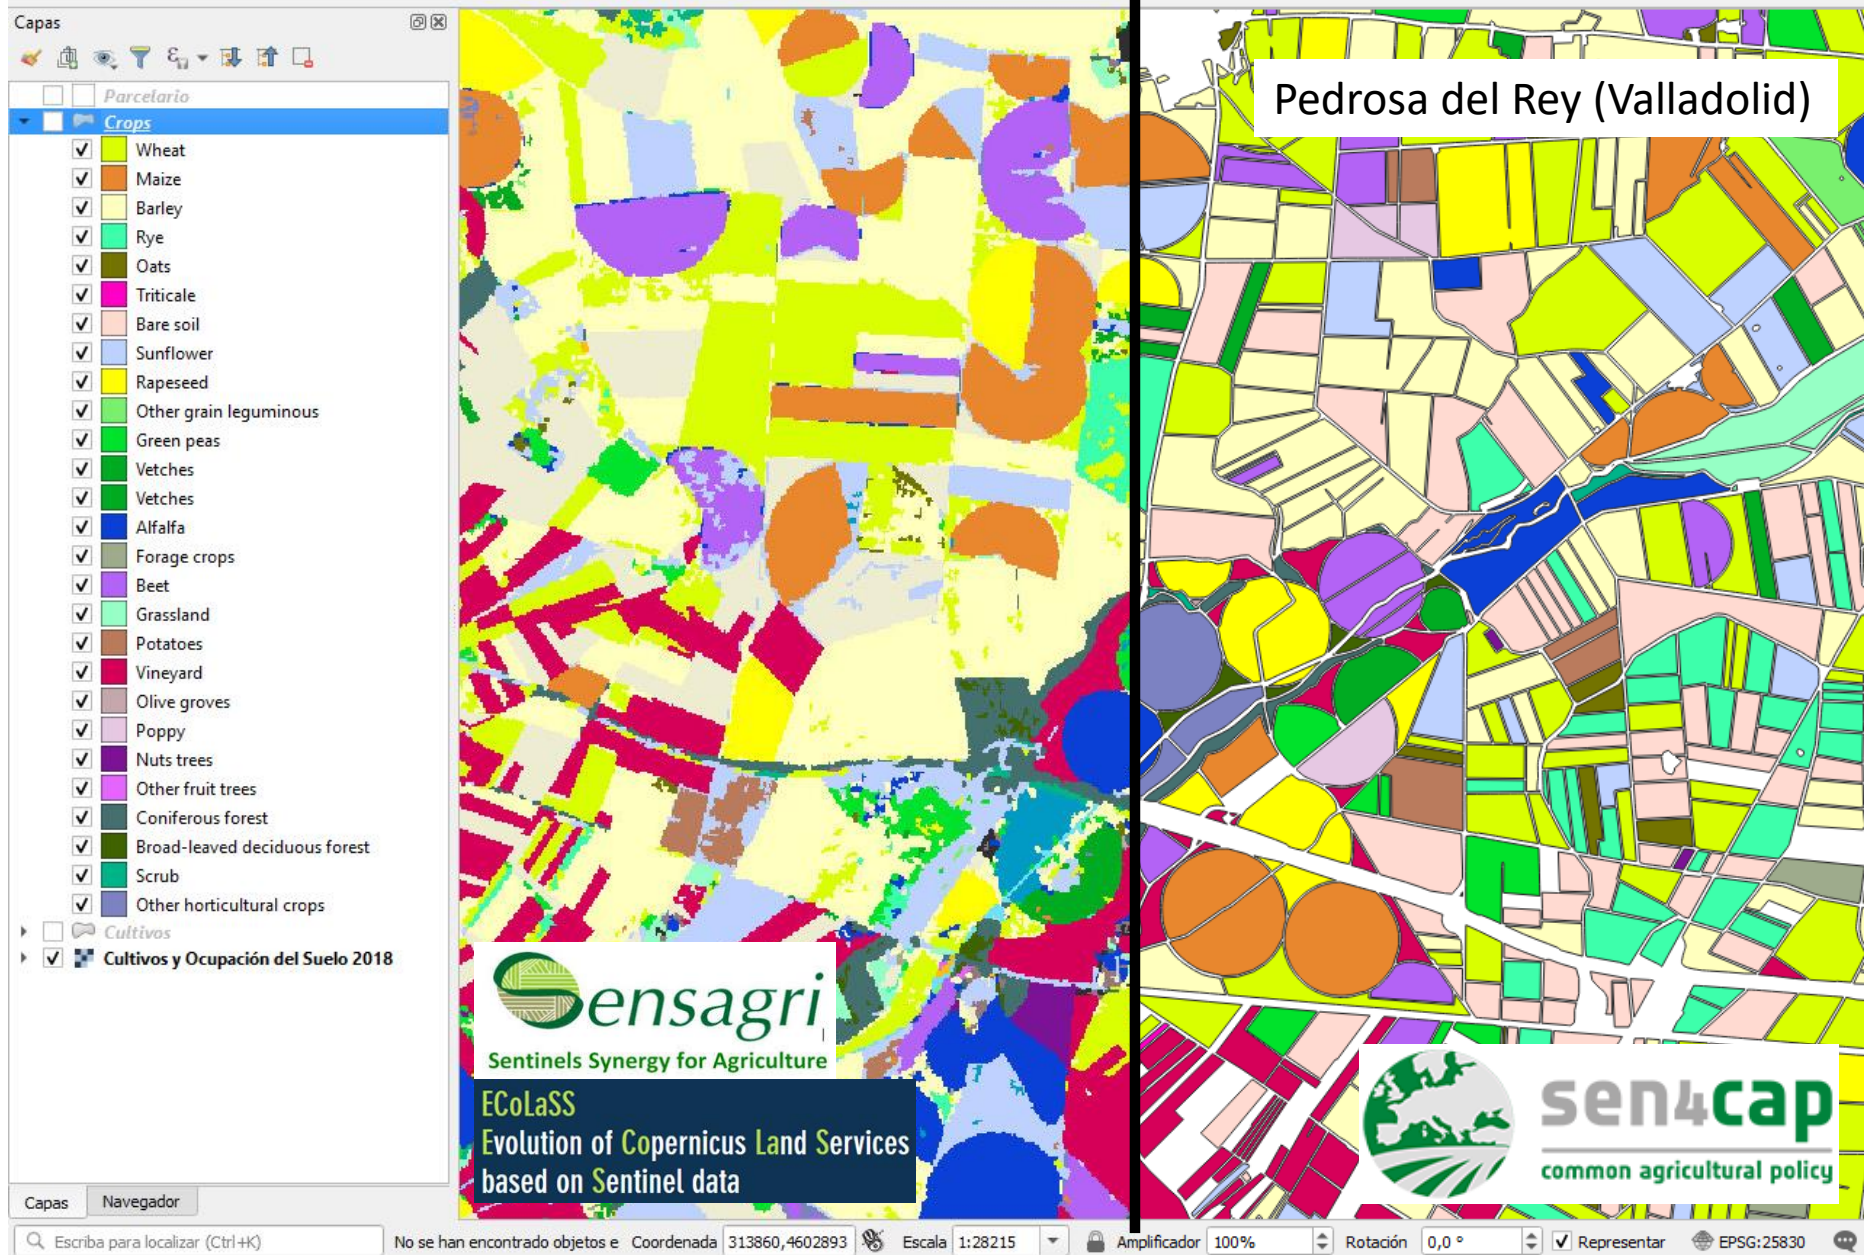 Capas
Parcelario
Crops
Wheat
Maize
Barley
Rye
Oats
Triticale
Bare soil
Sunflower
Rapeseed
Other grain leguminous
Green peas
Vetches
Vetches
Alfalfa
Forage crops
Beet
Grassland
Potatoes
Vineyard
Olive groves
Poppy
Nuts trees
Other fruit trees
Coniferous forest
Broad-leaved deciduous forest
Scrub
Other horticultural crops
Cultivos
Cultivos y Ocupación del Suelo 2018
Capas Navegador
Pedrosa del Rey (Valladolid)
Sensagri
Sentinels Synergy for Agriculture
ECoLaSS
Evolution of Copernicus Land Services
based on Sentinel data
sen4cap
common agricultural policy
Escriba para localizar (Ctrl+K) No se han encontrado objetos e Coordenada 313860,4602893 Escala 1:28215 Amplificador 100% Rotación 0,0 ° Representar EPSG:25830